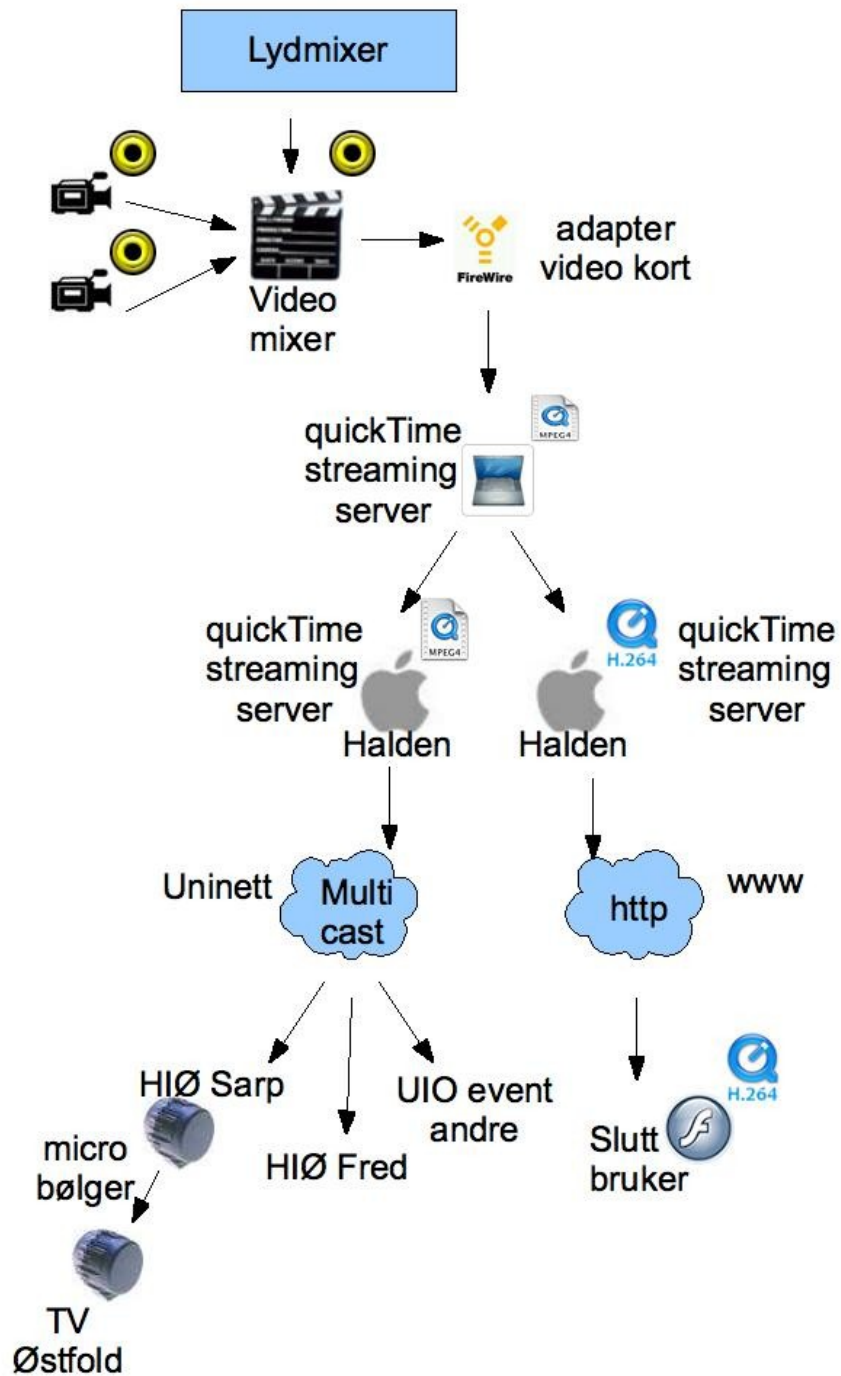 Lydmixer
Video
mixer
FireWire
adapter
video kort
quickTime
streaming
server
MPEG4
quickTime
streaming
server
MPEG4
Halden
H.264
quickTime
streaming
server
Halden
Uninett
Multi
cast
http
www
HIØ Sarp
micro
bølger
TV
Østfold
HIØ Fred
UIO event
andre
H.264
Slutt
bruker